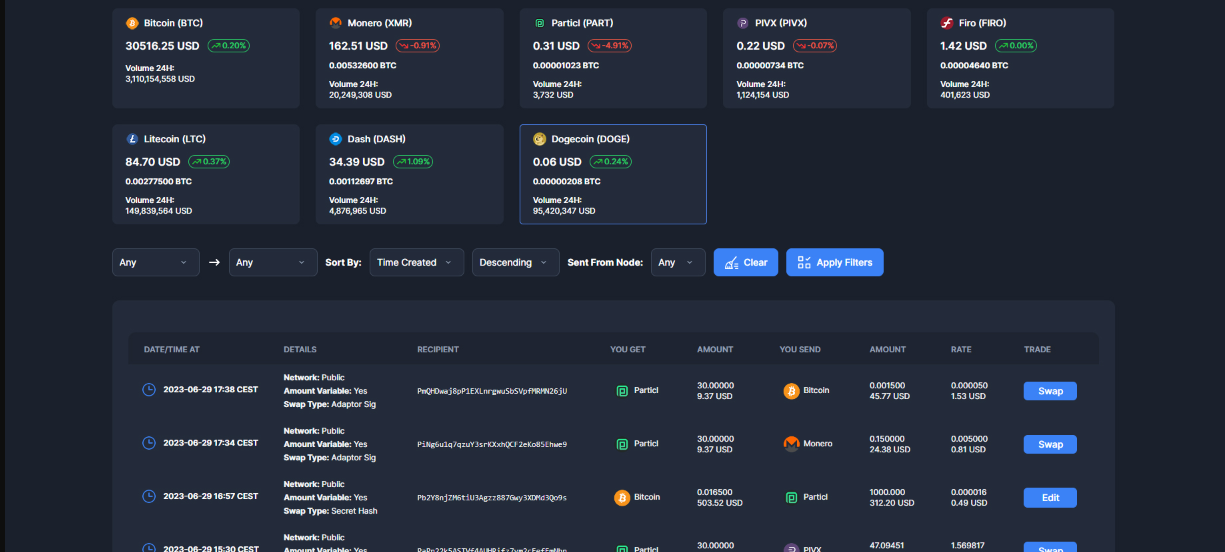 Bitcoin (BTC)
30516.25 USD 0.20%
Volume 24H:
3,110,154,558 USD
Monero (XMR)
162.51 USD -0.91%
0.00532600 BTC
Volume 24H:
20,249,308 USD
Particl (PART)
0.31 USD -4.91%
0.00001023 BTC
Volume 24H:
3,732 USD
PIVX (PIVX)
0.22 USD -0.07%
0.00000734 BTC
Volume 24H:
1,124,154 USD
Firo (FIRO)
1.42 USD 0.00%
0.00004640 BTC
Volume 24H:
401,623 USD
Litecoin (LTC)
84.70 USD 0.37%
0.00277500 BTC
Volume 24H:
149,839,564 USD
Dash (DASH)
34.39 USD 1.09%
0.00112697 BTC
Volume 24H:
4,876,965 USD
Dogecoin (DOGE)
0.06 USD 0.24%
0.00000208 BTC
Volume 24H:
95,420,347 USD
Any → Any Sort By: Time Created Descending Sent From Node: Any Clear Apply Filters
DATE/TIME AT DETAILS RECIPIENT YOU GET AMOUNT YOU SEND AMOUNT RATE TRADE
2023-06-29 17:38 CEST
Network: Public
Amount Variable: Yes
Swap Type: Adaptor Sig
PmQHDwaj8pP1EXLnrgwuSbSVpfMRMN26jU
Particl
30.00000
9.37 USD
Bitcoin
0.001500
45.77 USD
0.000050
1.53 USD
Swap
2023-06-29 17:34 CEST
Network: Public
Amount Variable: Yes
Swap Type: Adaptor Sig
PiNg6u1q7qzuY3srKXxhQCF2eKo85Ehwe9
Particl
30.00000
9.37 USD
Monero
0.150000
24.38 USD
0.005000
0.81 USD
Swap
2023-06-29 16:57 CEST
Network: Public
Amount Variable: Yes
Swap Type: Secret Hash
Pb2Y8njZM6tiU3Agzz887Gwy3XDMd3Qo9s
Bitcoin
0.016500
503.52 USD
Particl
1000.000
312.20 USD
0.000016
0.49 USD
Edit
2023-06-29 15:30 CEST
Network: Public
Amount Variable: Yes
Particl
30.00000
PIVX
47.09451
1.569817
Swap